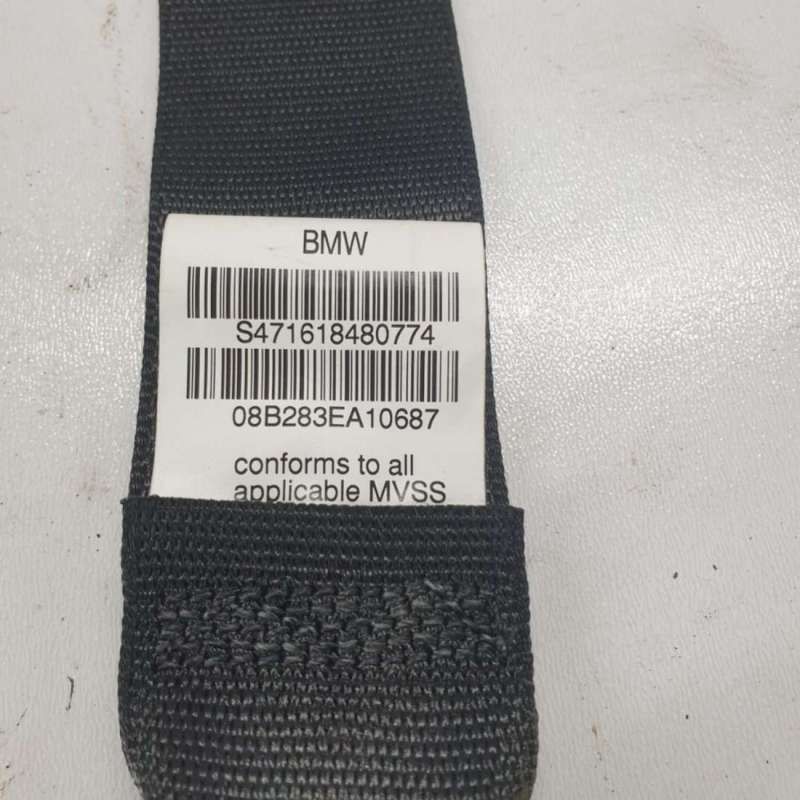 BMW
S471618480774
08B283EA10687
conforms to all
applicable MVSS